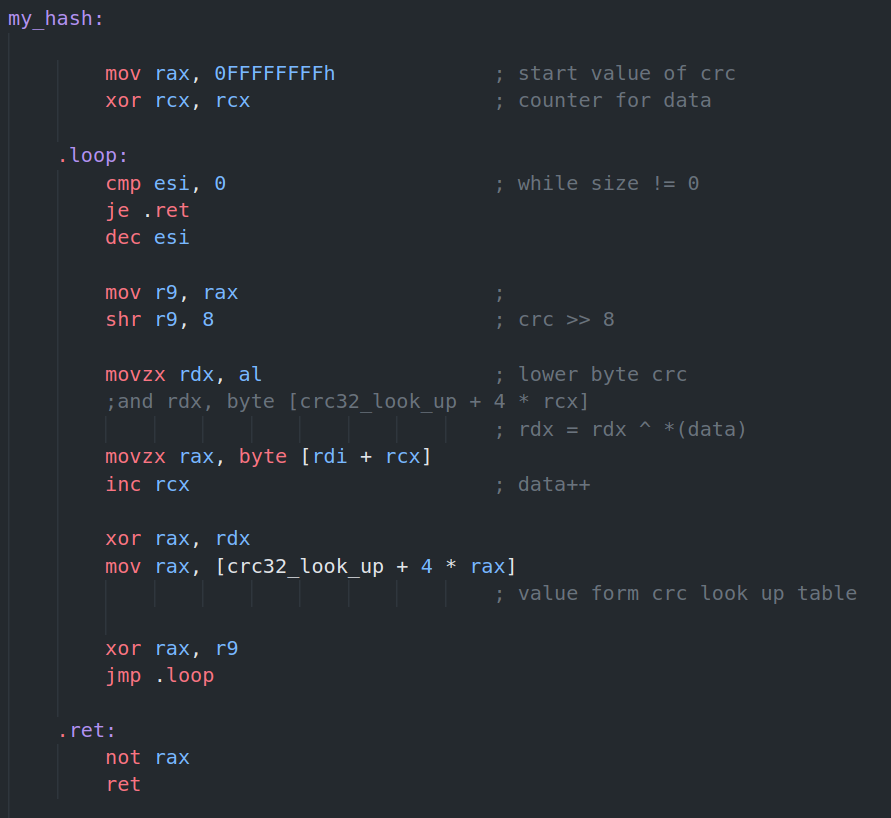 my_hash:
mov rax, 0FFFFFFFFh ; start value of crc
xor rcx, rcx ; counter for data
.loop:
cmp esi, 0 ; while size != 0
je .ret
dec esi
mov r9, rax ;
shr r9, 8 ; crc >> 8
movzx rdx, al ; lower byte crc
;and rdx, byte [crc32_look_up + 4 * rcx]
; rdx = rdx ^ *(data)
movzx rax, byte [rdi + rcx]
inc rcx ; data++
xor rax, rdx
mov rax, [crc32_look_up + 4 * rax]
; value form crc look up table
xor rax, r9
jmp .loop
.ret:
not rax
ret